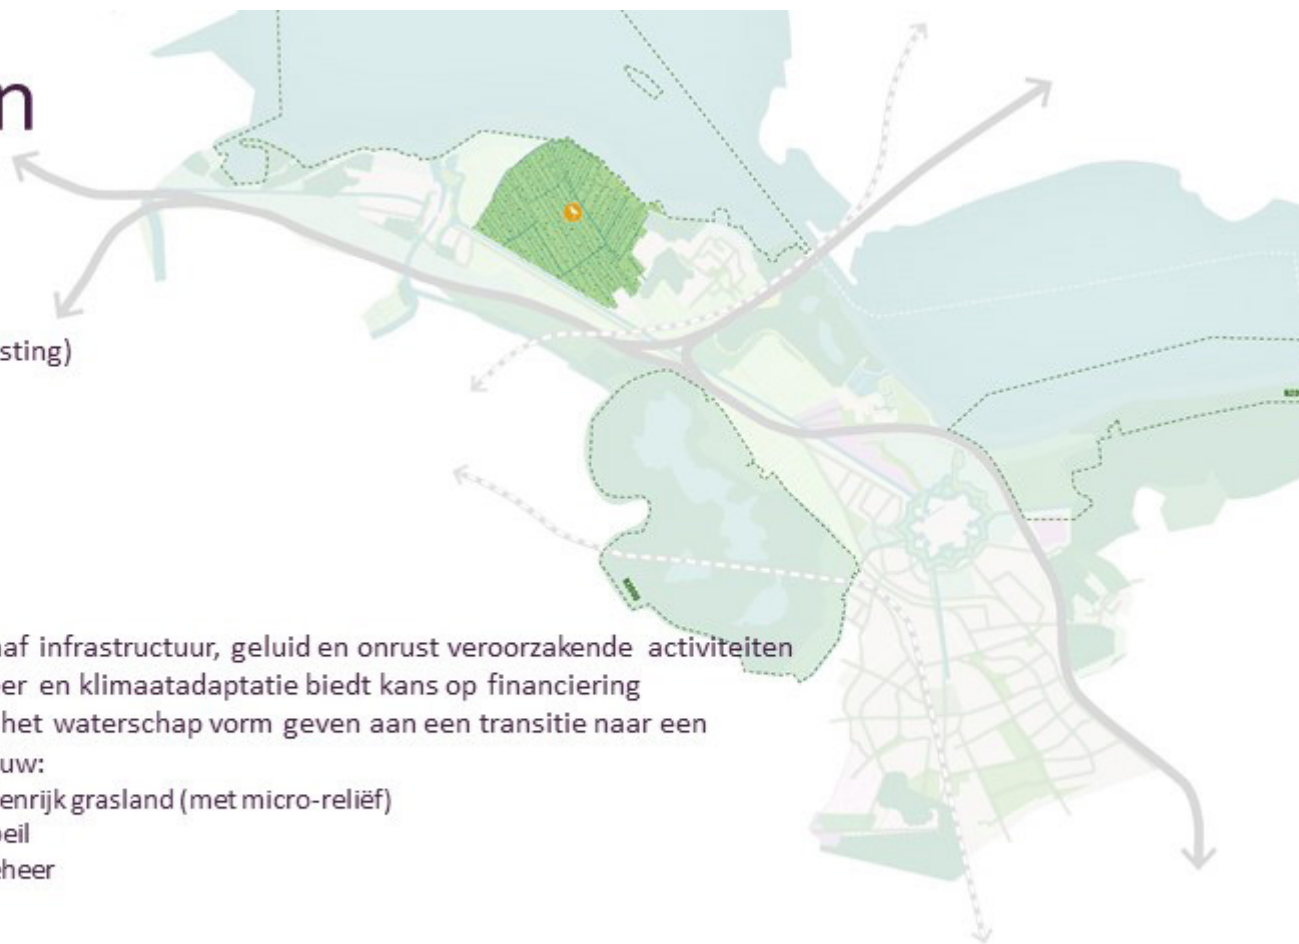 n
sting)
af infrastructuur, geluid en onrust veroorzakende activiteiten
er en klimaatadaptatie biedt kans op financiering
het waterschap vorm geven aan een transitie naar een
uw:
enrijk grasland (met micro-reliëf)
peil
heer